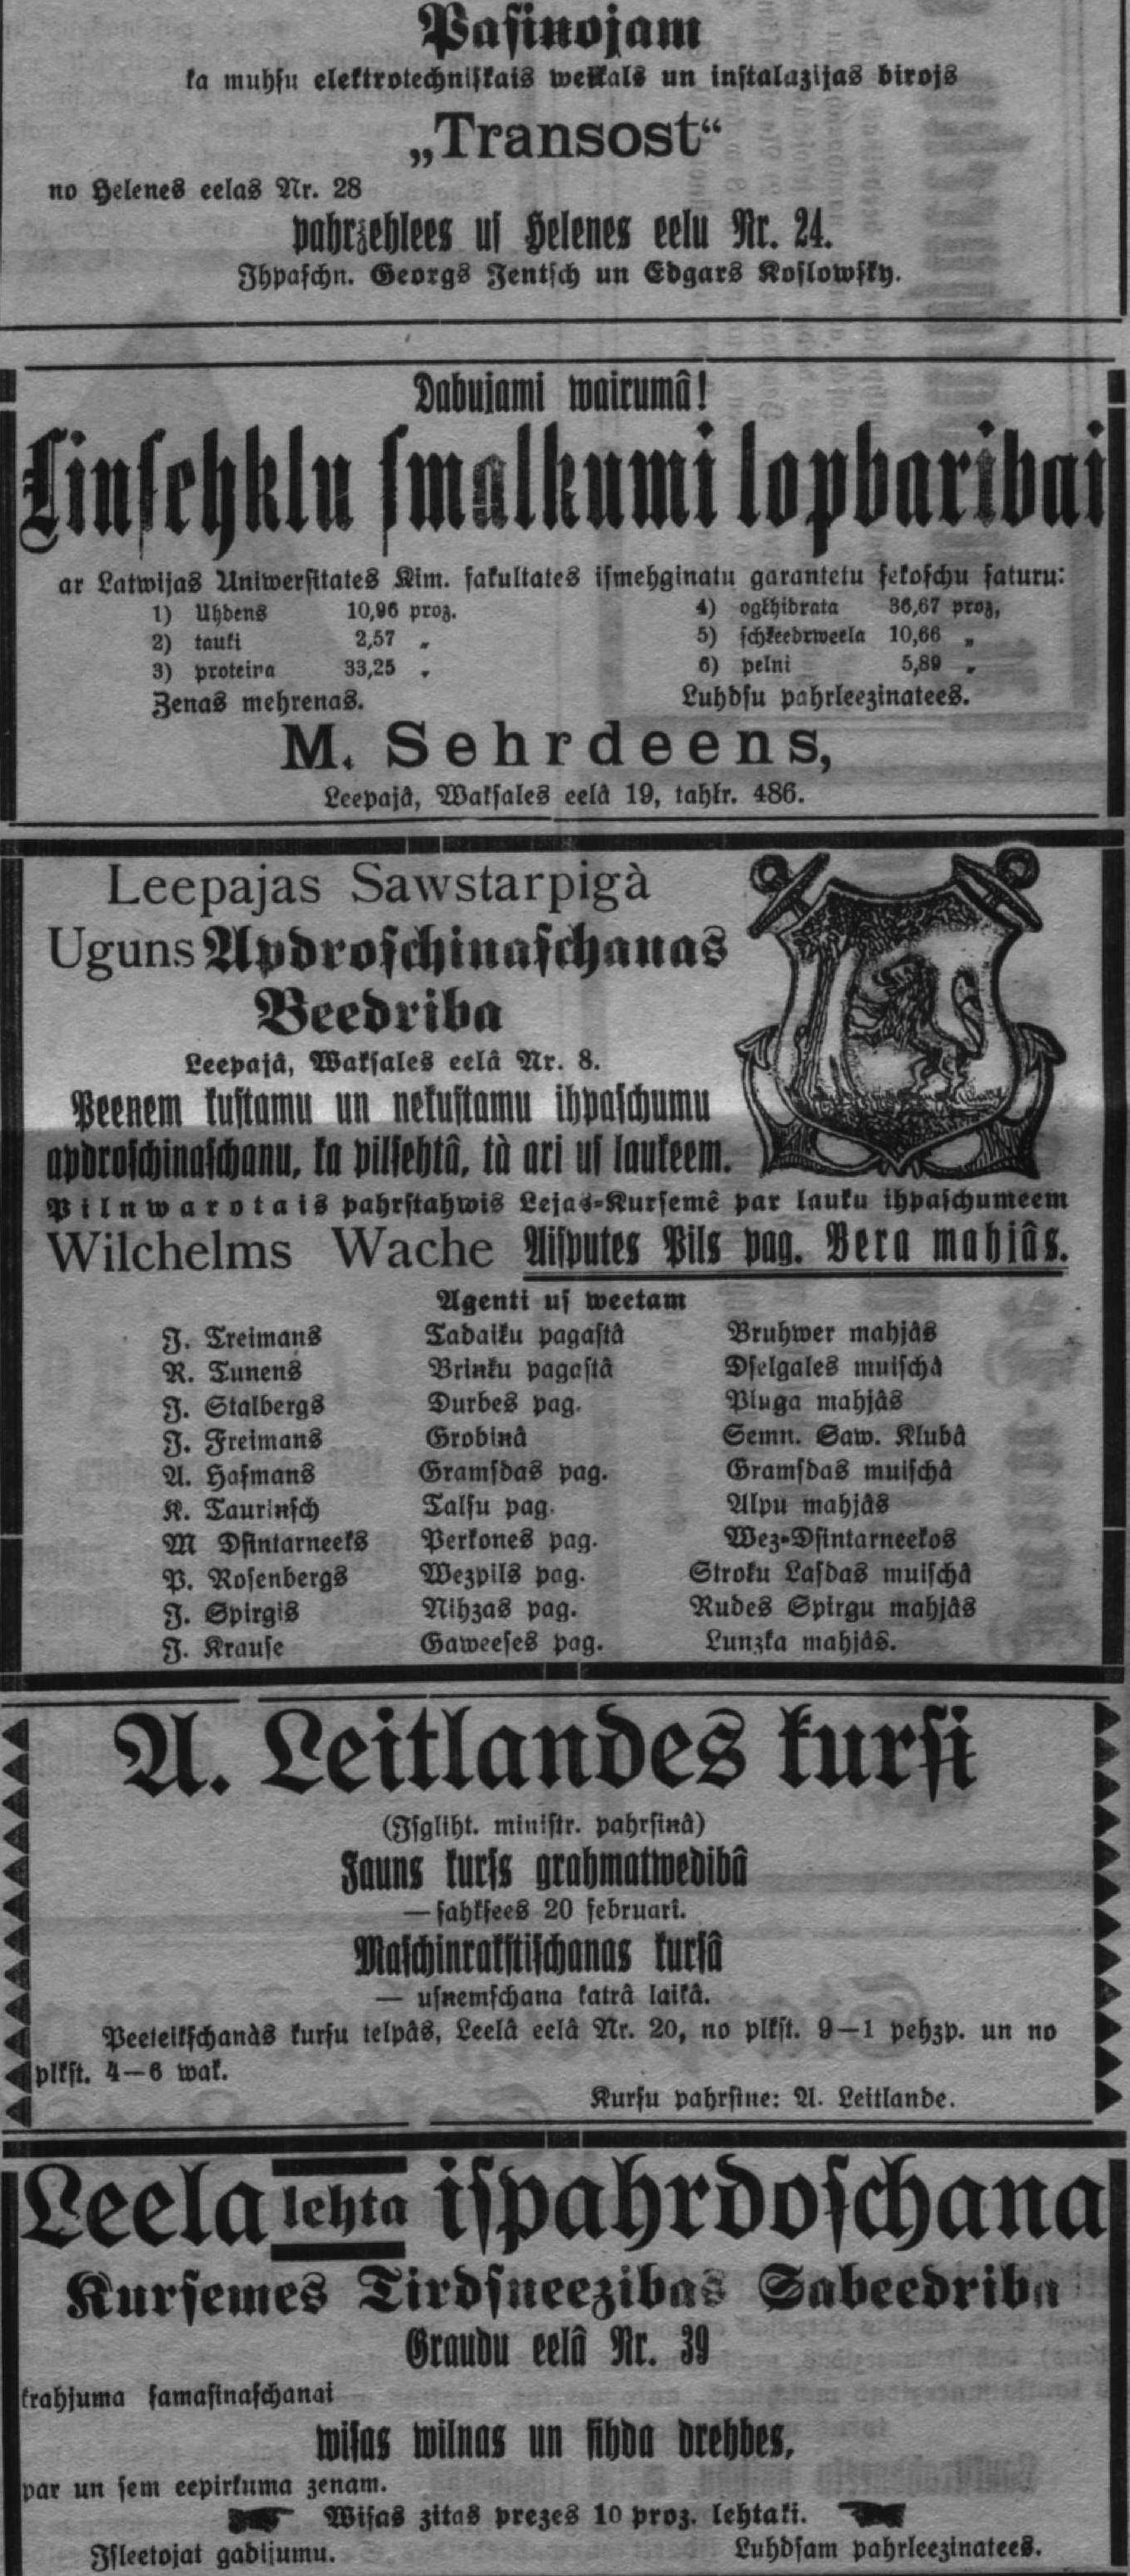 Pasinojam
ka muhsu elektrotechniskais weikals un instalazijas birojs
„Transost“
no Helenes eelas Nr. 28
pahrzehlees us Helenes eelu Nr. 24.
Ihpaschn. Georgs Jentsch un Edgars Koslowsky.
Dabujami wairumâ!
Linsehklu smalkumi lopbaribai
ar Latwijas Uniwersitates Kim. fakultates ismehginatu garantetu sekoschu saturu:
1) Uhdens 10,96 proz. 4) oglhidrata 36,67 proz,
2) tauki 2,57 „ 5) schkeedrweela 10,66 „
3) proteina 33,25 „ 6) pelni 5,89 „
Zenas mehrenas. Luhdsu pahrleezinatees.
M. Sehrdeens,
Leepajâ, Waksales eelâ 19, tahlr. 486.
Leepajas Sawstarpigà
Uguns Apdroschinaschanas
Beedriba
Leepajâ, Waksales eelâ Nr. 8.
Peenem kustamu un nekustamu ihpaschumu
apdroschinaschanu, ka pilsehtâ, tà ari us laukeem.
Pilnwarotais pahrstahwis Lejas-Kursemê par lauku ihpaschumeem
Wilchelms Wache Aisputes Pils pag. Bera mahjâs.
Agenti us weetam
J. Treimans Tadaiku pagastâ Bruhwer mahjâs
R. Tunens Brinku pagastâ Dselgales muischâ
J. Stalbergs Durbes pag. Pluga mahjâs
J. Freimans Grobinâ Semn. Saw. Klubâ
A. Hasmans Gramsdas pag. Gramsdas muischâ
K. Taurinsch Talsu pag. Alpu mahjâs
M Dsintarneeks Perkones pag. Wez-Dsintarneekos
P. Rosenbergs Wezpils pag. Stroku Lasdas muischâ
J. Spirgis Nihzas pag. Rudes Spirgu mahjâs
J. Krause Gaweeses pag. Lunzka mahjâs.
A. Leitlandes kursi
(Isgliht. ministr. pahrsinâ)
Jauns kurss grahmatwedibâ
— sahksees 20 februari.
Maschinrakstischanas kursâ
— usnemschana katrâ laikâ.
Peeteikschanàs kursu telpâs, Leelâ eelâ Nr. 20, no plkst. 9—1 pehzp. un no
plkst. 4—6 wak.
Kursu pahrsine: A. Leitlande.
Leela lehta ispahrdoschana
Kursemes Tirdsneezibas Sabeedriba
Graudu eelâ Nr. 39
krahjuma samasinaschanai
wisas wilnas un sihda drehbes,
par un sem eepirkuma zenam.
Wisas zitas prezes 10 proz. lehtaki.
Isleetojat gadijumu. Luhdsam pahrleezinatees.